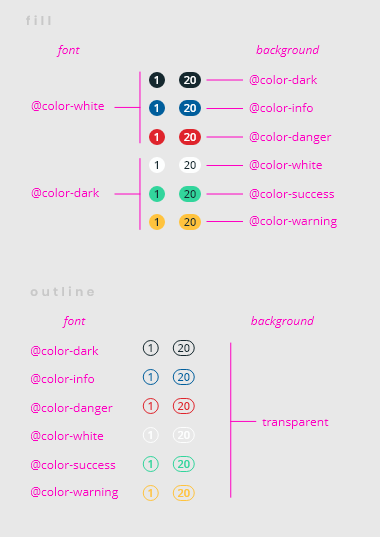 fill
font background
1 20 @color-dark
@color-white 1 20 @color-info
1 20 @color-danger
1 20 @color-white
@color-dark 1 20 @color-success
1 20 @color-warning
outline
font background
@color-dark 1 20
@color-info 1 20
@color-danger 1 20
transparent
@color-white 1 20
@color-success 1 20
@color-warning 1 20